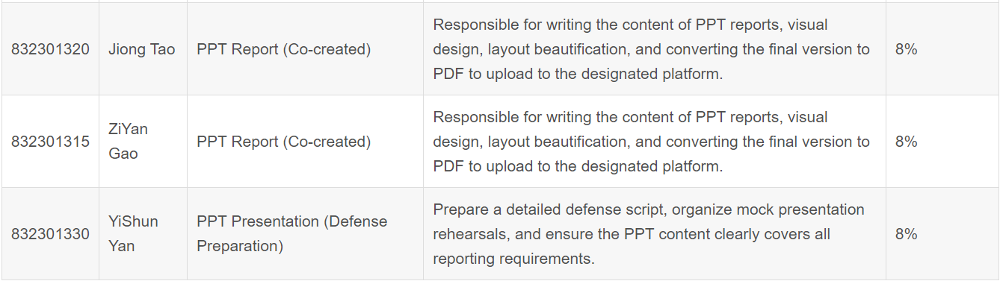 832301320 Jiong Tao PPT Report (Co-created) Responsible for writing the content of PPT reports, visual design, layout beautification, and converting the final version to PDF to upload to the designated platform. 8%
832301315 ZiYan Gao PPT Report (Co-created) Responsible for writing the content of PPT reports, visual design, layout beautification, and converting the final version to PDF to upload to the designated platform. 8%
832301330 YiShun Yan PPT Presentation (Defense Preparation) Prepare a detailed defense script, organize mock presentation rehearsals, and ensure the PPT content clearly covers all reporting requirements. 8%